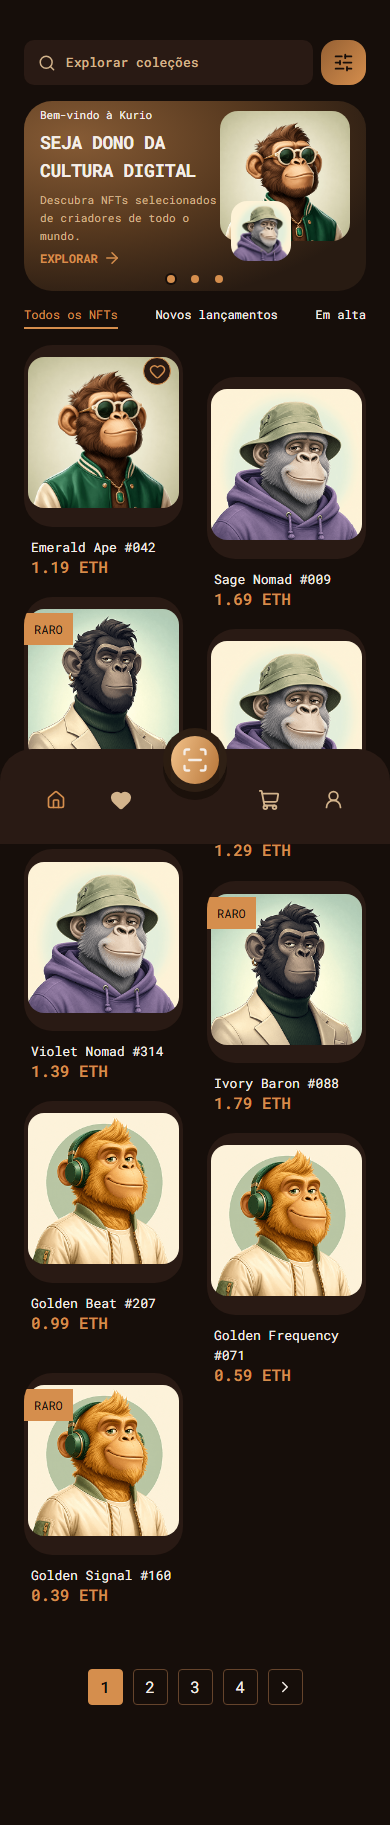 Explorar coleções
Bem-vindo à Kurio
SEJA DONO DA
CULTURA DIGITAL
Descubra NFTs selecionados
de criadores de todo o
mundo.
EXPLORAR
Todos os NFTs
Novos lançamentos
Em alta
Emerald Ape #042
1.19 ETH
Sage Nomad #009
1.69 ETH
RARO
1.29 ETH
Violet Nomad #314
1.39 ETH
RARO
Ivory Baron #088
1.79 ETH
Golden Beat #207
0.99 ETH
Golden Frequency
#071
0.59 ETH
RARO
Golden Signal #160
0.39 ETH
1
2
3
4